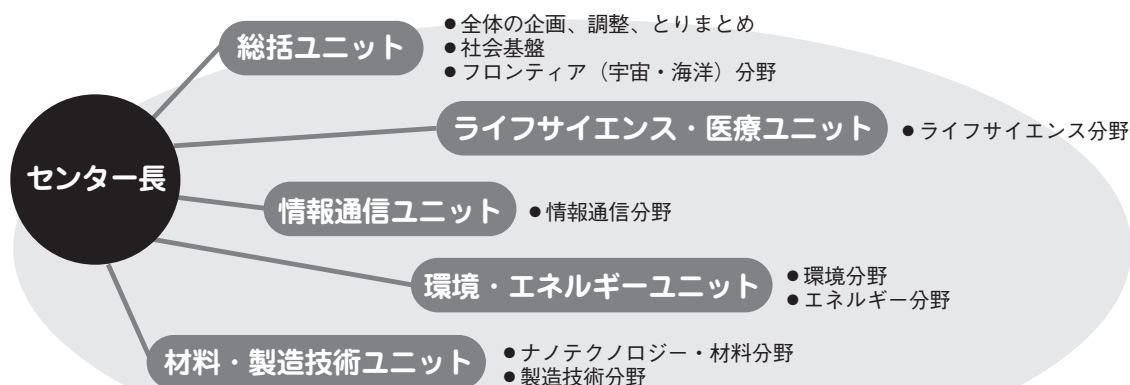 総括ユニット
●全体の企画、調整、とりまとめ
●社会基盤
●フロンティア（宇宙・海洋）分野
ライフサイエンス・医療ユニット
●ライフサイエンス分野
センター長
情報通信ユニット
●情報通信分野
環境・エネルギーユニット
●環境分野
●エネルギー分野
材料・製造技術ユニット
●ナノテクノロジー・材料分野
●製造技術分野